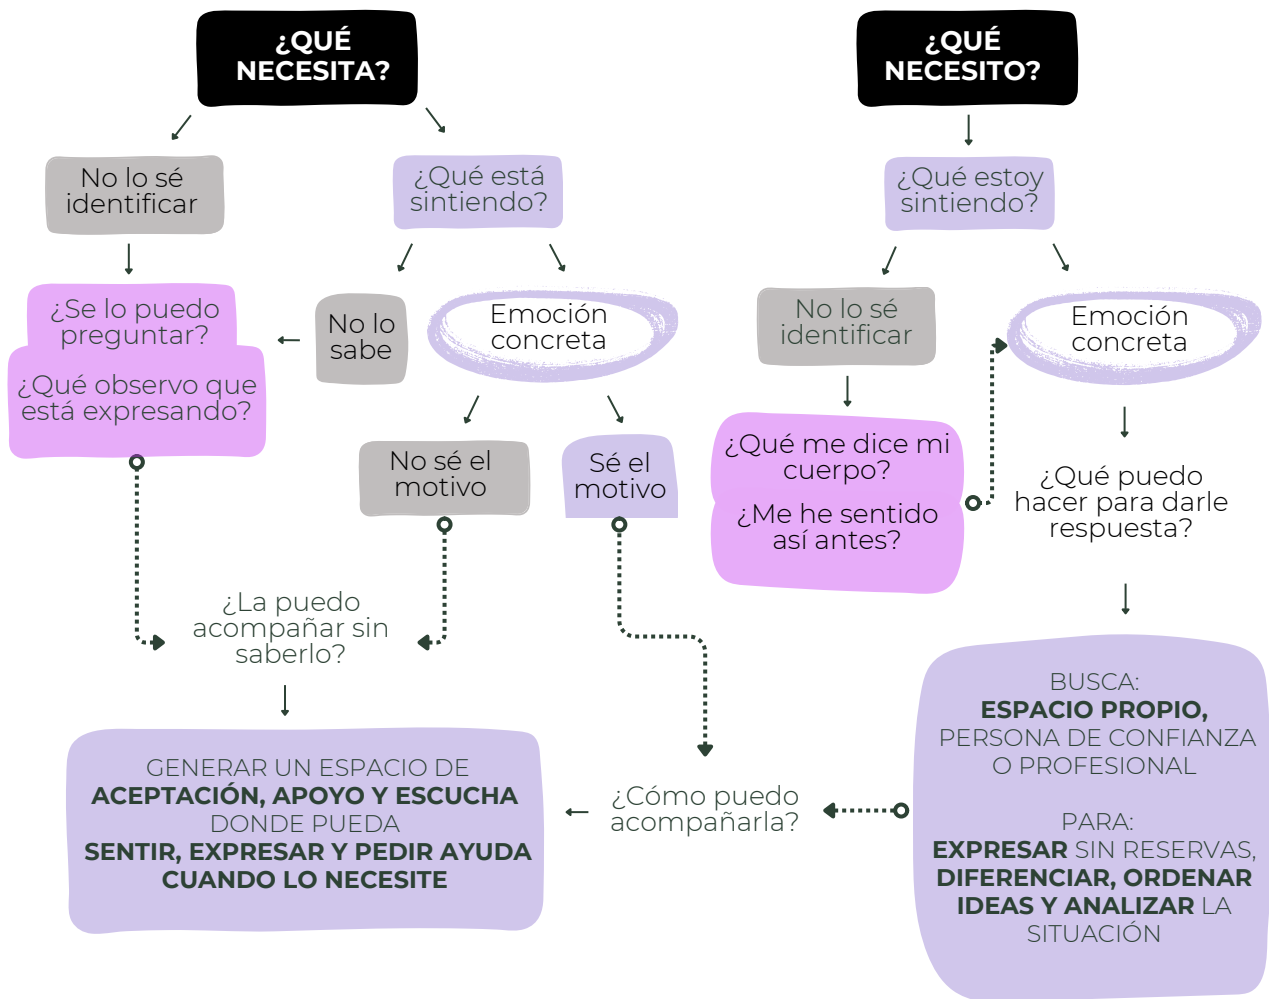 ¿QUÉ
NECESITA?
No lo sé
identificar
¿Qué está
sintiendo?
¿Se lo puedo
preguntar?
¿Qué observo que
está expresando?
No lo
sabe
Emoción
concreta
No sé el
motivo
Sé el
motivo
¿La puedo
acompañar sin
saberlo?
GENERAR UN ESPACIO DE
ACEPTACIÓN, APOYO Y ESCUCHA
DONDE PUEDA
SENTIR, EXPRESAR Y PEDIR AYUDA
CUANDO LO NECESITE
¿Cómo puedo
acompañarla?
¿QUÉ
NECESITO?
¿Qué estoy
sintiendo?
No lo sé
identificar
Emoción
concreta
¿Qué me dice mi
cuerpo?
¿Me he sentido
así antes?
¿Qué puedo
hacer para darle
respuesta?
BUSCA:
ESPACIO PROPIO,
PERSONA DE CONFIANZA
O PROFESIONAL
PARA:
EXPRESAR SIN RESERVAS,
DIFERENCIAR, ORDENAR
IDEAS Y ANALIZAR LA
SITUACIÓN